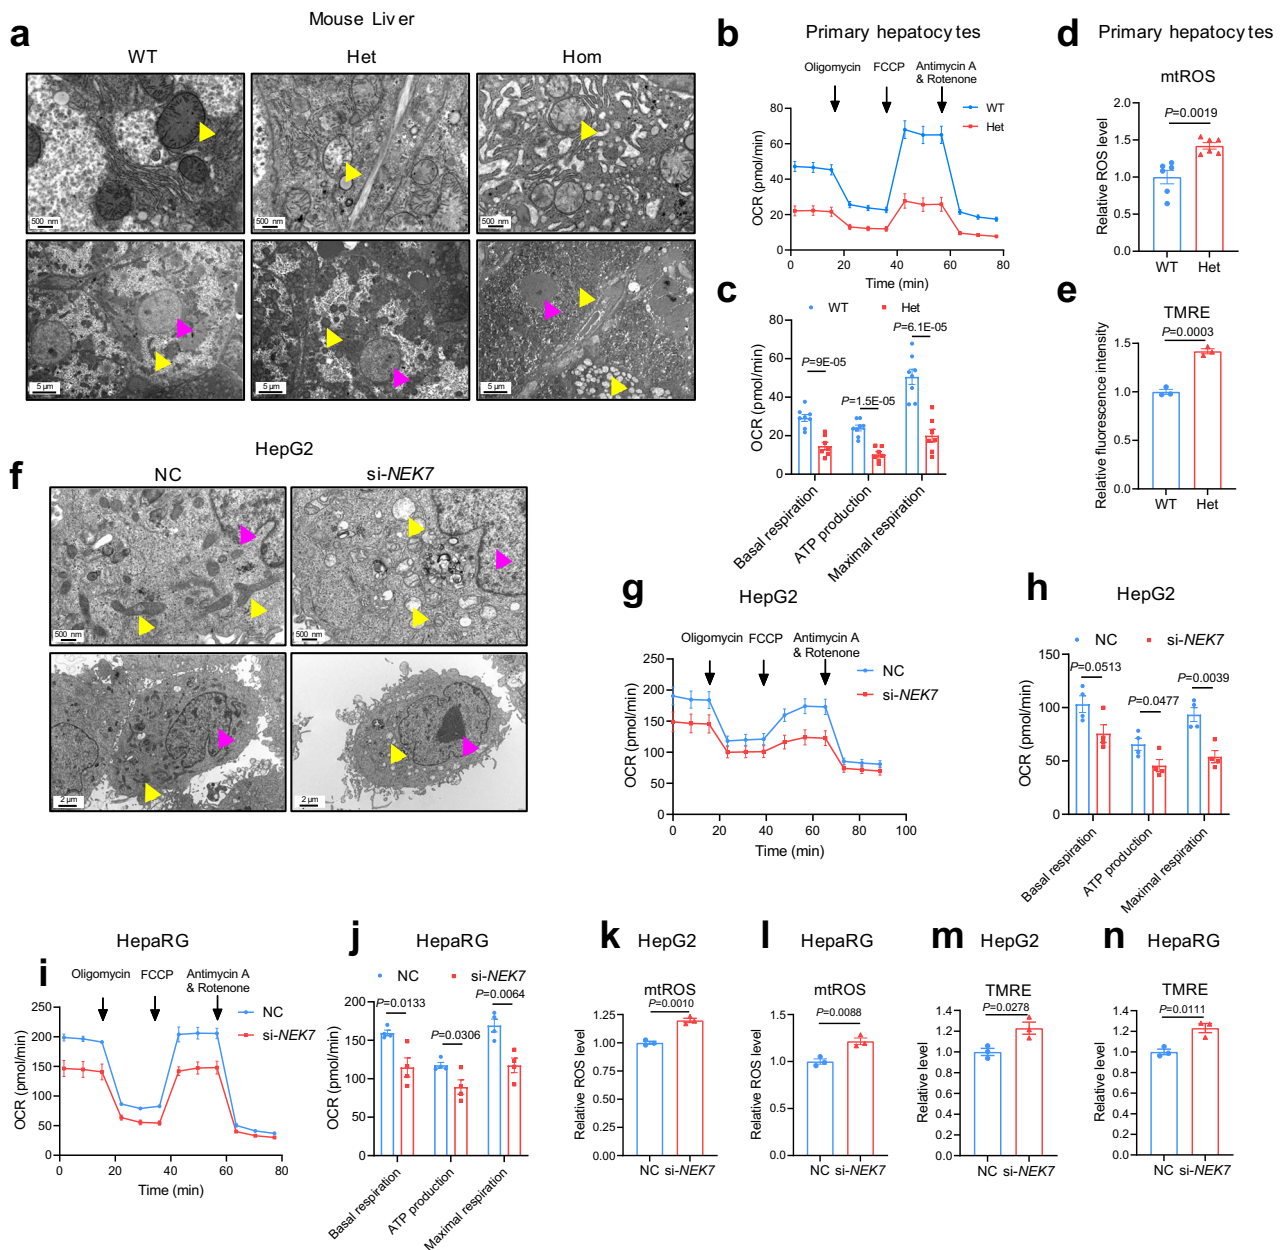 a
Mouse Liver
WT
Het
Hom
500 nm
500 nm
500 nm
5 µm
5 µm
5 µm
b
Primary hepatocytes
Oligomycin
FCCP
Antimycin A
& Rotenone
WT
Het
OCR (pmol/min)
80
60
40
20
0
0
20
40
60
80
Time (min)
c
WT
Het
OCR (pmol/min)
80
60
40
20
0
P=9E-05
P=1.5E-05
P=6.1E-05
Basal respiration
ATP production
Maximal respiration
d
Primary hepatocytes
mtROS
P=0.0019
Relative ROS level
2.0
1.5
1.0
0.5
0.0
WT
Het
e
TMRE
P=0.0003
Relative fluorescence intensity
1.5
1.0
0.5
0.0
WT
Het
f
HepG2
NC
si-NEK7
500 nm
500 nm
2 µm
2 µm
g
HepG2
Oligomycin
FCCP
Antimycin A
& Rotenone
NC
si-NEK7
OCR (pmol/min)
250
200
150
100
50
0
0
20
40
60
80
100
Time (min)
h
HepG2
NC
si-NEK7
OCR (pmol/min)
150
100
50
0
P=0.0513
P=0.0477
P=0.0039
Basal respiration
ATP production
Maximal respiration
i
HepaRG
Oligomycin
FCCP
Antimycin A
& Rotenone
NC
si-NEK7
OCR (pmol/min)
250
200
150
100
50
0
0
20
40
60
80
Time (min)
j
HepaRG
NC
si-NEK7
OCR (pmol/min)
200
150
100
50
0
P=0.0133
P=0.0306
P=0.0064
Basal respiration
ATP production
Maximal respiration
k
HepG2
mtROS
P=0.0010
Relative ROS level
1.25
1.00
0.75
0.50
0.25
0.00
NC si-NEK7
l
HepaRG
mtROS
P=0.0088
Relative ROS level
1.5
1.0
0.5
0.0
NC si-NEK7
m
HepG2
TMRE
P=0.0278
Relative level
1.4
1.2
1.0
0.8
0.6
0.4
0.2
0.0
NC si-NEK7
n
HepaRG
TMRE
P=0.0111
Relative level
1.4
1.2
1.0
0.8
0.6
0.4
0.2
0.0
NC si-NEK7